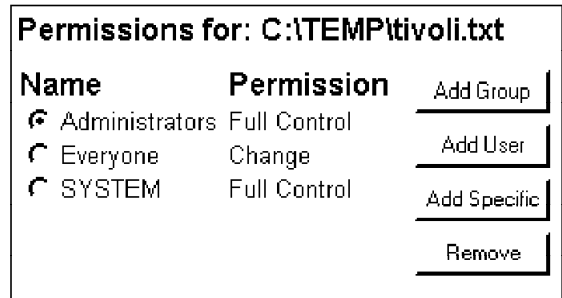 Permissions for: C:\TEMP\tivoli.txt
Name Permission
Administrators Full Control
Everyone Change
SYSTEM Full Control
Add Group
Add User
Add Specific
Remove